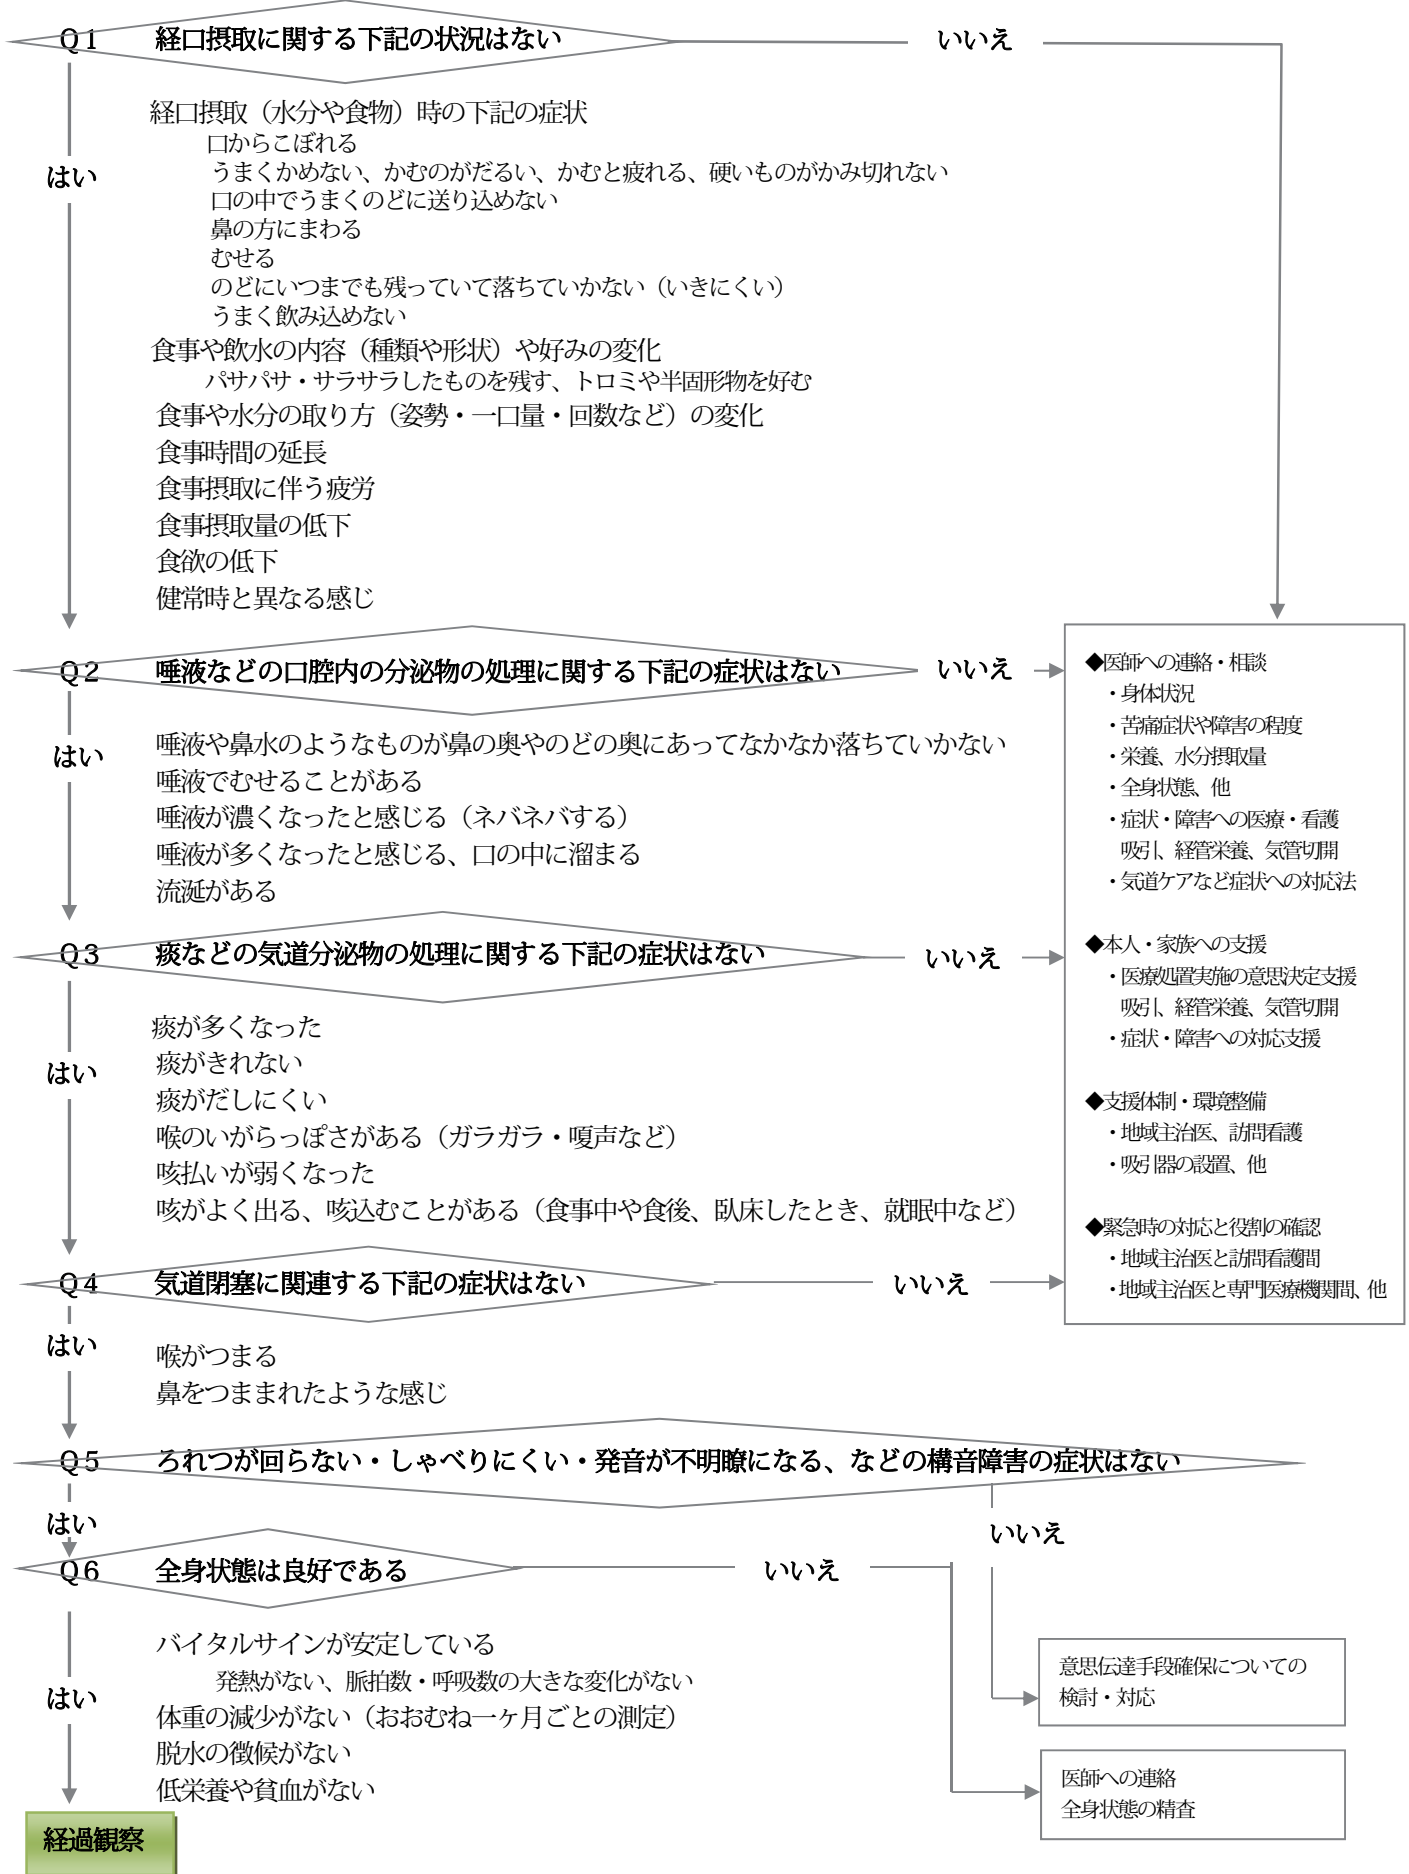 Q１ 経口摂取に関する下記の状況はない いいえ
経口摂取（水分や食物）時の下記の症状
口からこぼれる
はい
うまくかめない、かむのがだるい、かむと疲れる、硬いものがかみ切れない
口の中でうまくのどに送り込めない
鼻の方にまわる
むせる
のどにいつまでも残っていて落ちていかない（いきにくい）
うまく飲み込めない
食事や飲水の内容（種類や形状）や好みの変化
パサパサ・サラサラしたものを残す、トロミや半固形物を好む
食事や水分の取り方（姿勢・一口量・回数など）の変化
食事時間の延長
食事摂取に伴う疲労
食事摂取量の低下
食欲の低下
健常時と異なる感じ
Q２ 唾液などの口腔内の分泌物の処理に関する下記の症状はない いいえ
はい
唾液や鼻水のようなものが鼻の奥やのどの奥にあってなかなか落ちていかない
唾液でむせることがある
唾液が濃くなったと感じる（ネバネバする）
唾液が多くなったと感じる、口の中に溜まる
流涎がある
Q３ 痰などの気道分泌物の処理に関する下記の症状はない いいえ
痰が多くなった
はい
痰がきれない
痰がだしにくい
喉のいがらっぽさがある（ガラガラ・嗄声など）
咳払いが弱くなった
咳がよく出る、咳込むことがある（食事中や食後、臥床したとき、就眠中など）
Q４ 気道閉塞に関連する下記の症状はない いいえ
はい
喉がつまる
鼻をつままれたような感じ
◆医師への連絡・相談
・身体状況
・苦痛症状や障害の程度
・栄養、水分摂取量
・全身状態、他
・症状・障害への医療・看護
吸引、経管栄養、気管切開
・気道ケアなど症状への対応法
◆本人・家族への支援
・医療処置実施の意思決定支援
吸引、経管栄養、気管切開
・症状・障害への対応支援
◆支援体制・環境整備
・地域主治医、訪問看護
・吸引器の設置、他
◆緊急時の対応と役割の確認
・地域主治医と訪問看護間
・地域主治医と専門医療機関間、他
Q５ ろれつが回らない・しゃべりにくい・発音が不明瞭になる、などの構音障害の症状はない
はい
いいえ
Q６ 全身状態は良好である いいえ
バイタルサインが安定している
発熱がない、脈拍数・呼吸数の大きな変化がない
はい
体重の減少がない（おおむね一ヶ月ごとの測定）
脱水の徴候がない
低栄養や貧血がない
意思伝達手段確保についての
検討・対応
医師への連絡
全身状態の精査
経過観察